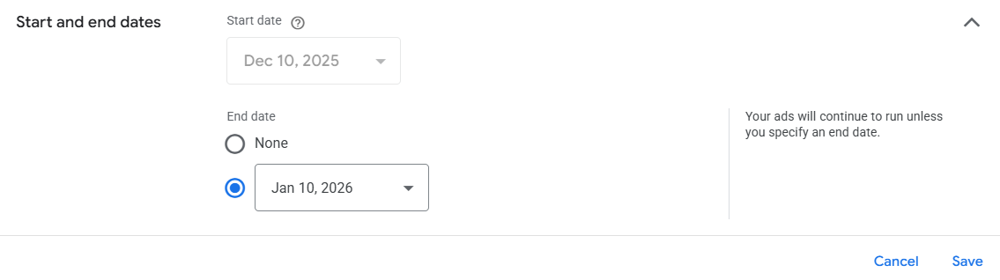 Start and end dates
Start date
Dec 10, 2025
End date
None
Jan 10, 2026
Your ads will continue to run unless
you specify an end date.
Cancel
Save